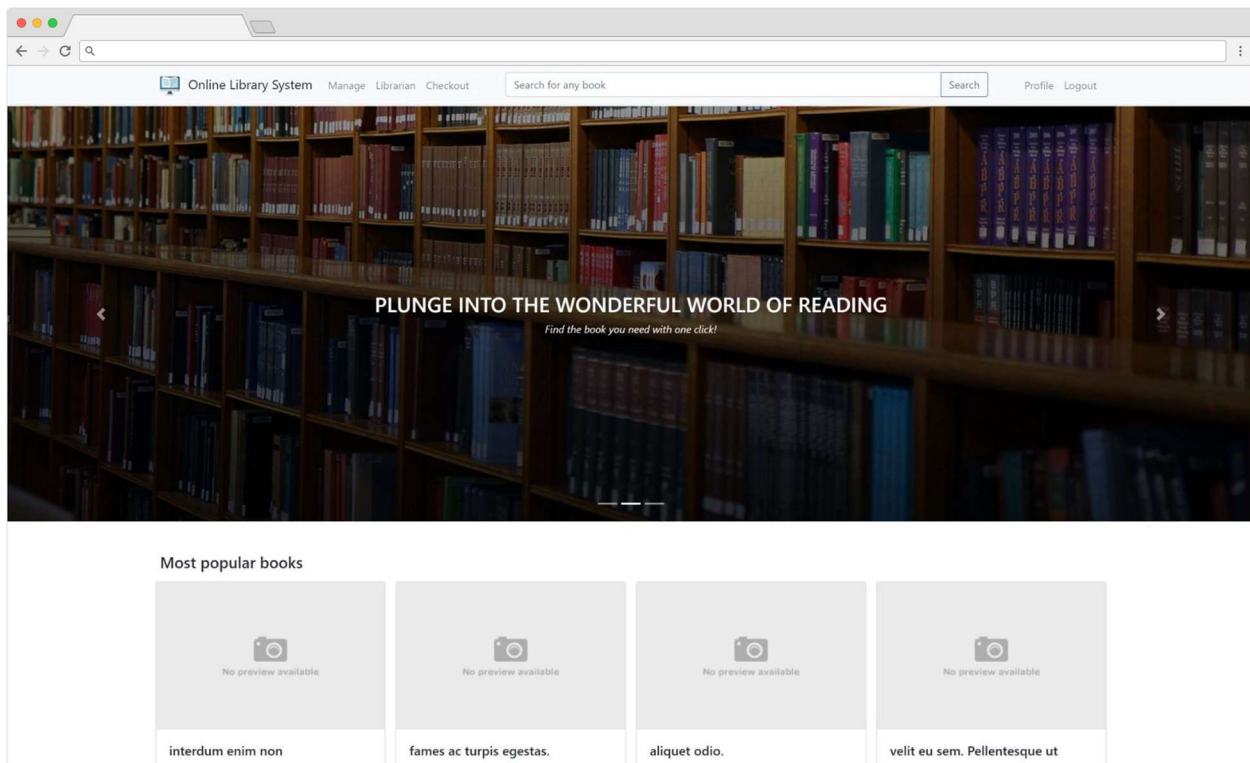 Online Library System Manage Librarian Checkout Search for any book Search Profile Logout
PLUNGE INTO THE WONDERFUL WORLD OF READING
Find the book you need with one click!
Most popular books
No preview available No preview available No preview available No preview available
interdum enim non fames ac turpis egestas. aliquet odio. velit eu sem. Pellentesque ut